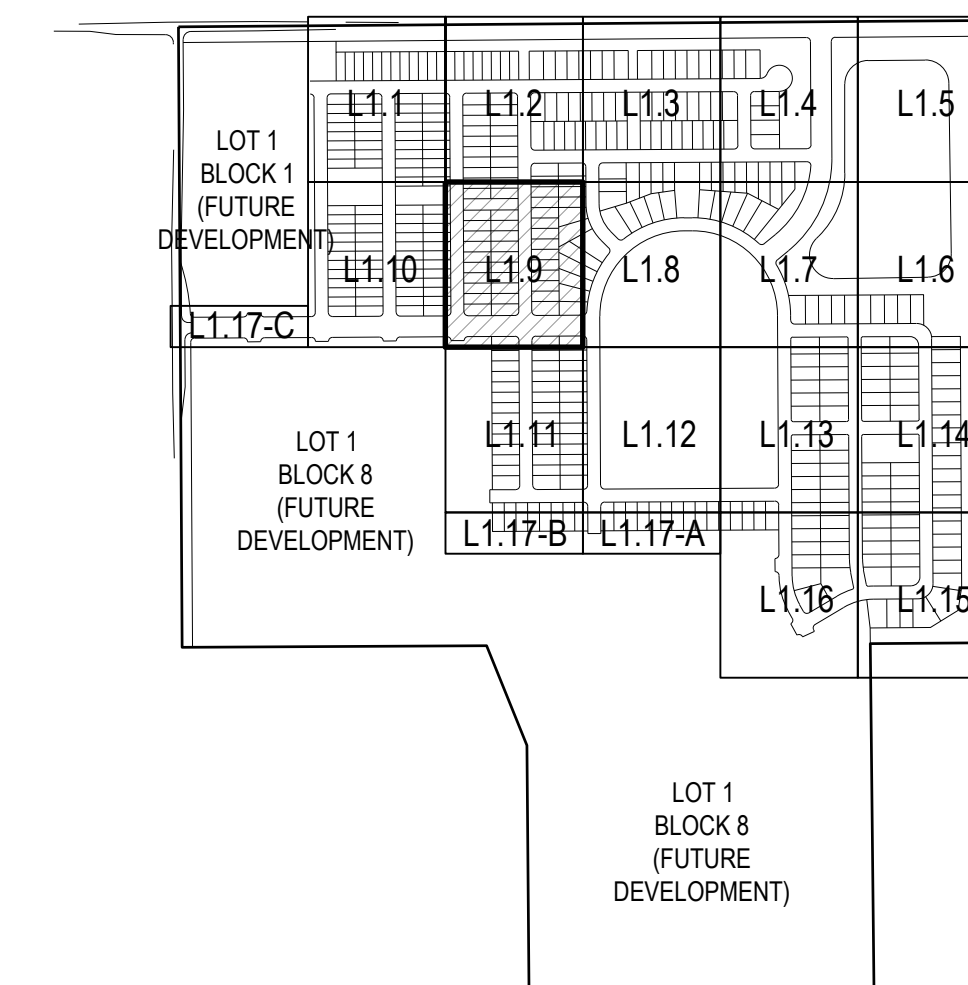 L1.1
L1.2
L1.3
L1.4
L1.5
LOT 1
BLOCK 1
(FUTURE
DEVELOPMENT)
L1.10
L1.9
L1.8
L1.7
L1.6
L1.17-C
LOT 1
BLOCK 8
(FUTURE
DEVELOPMENT)
L1.11
L1.12
L1.13
L1.14
L1.17-B
L1.17-A
L1.16
L1.15
LOT 1
BLOCK 8
(FUTURE
DEVELOPMENT)